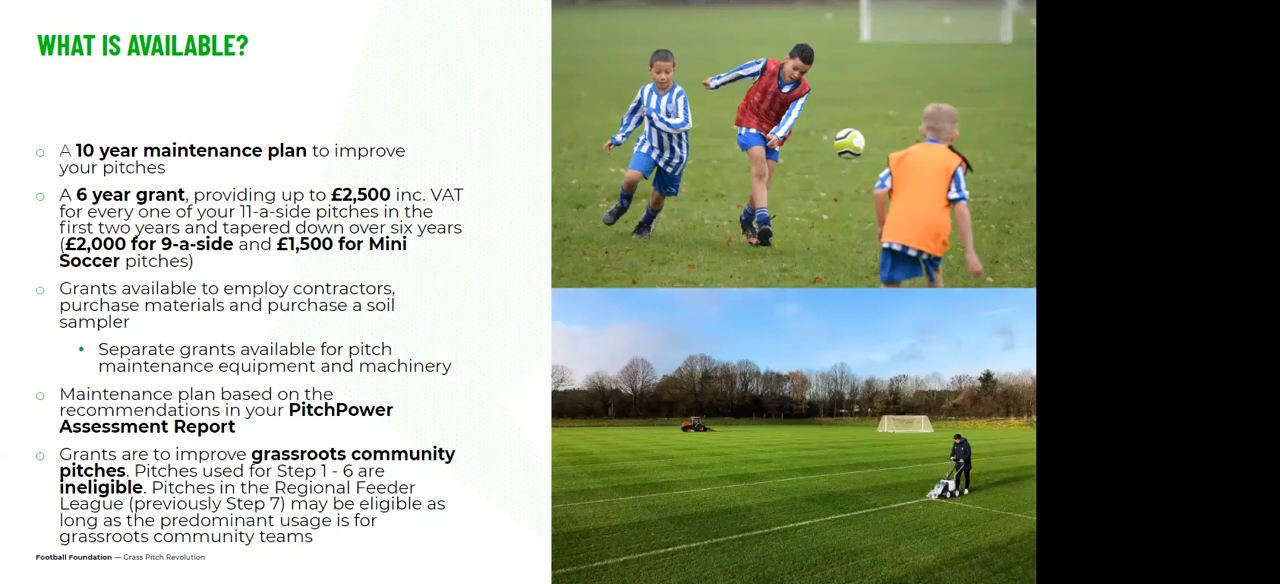 WHAT IS AVAILABLE?
○ A 10 year maintenance plan to improve
your pitches
○ A 6 year grant, providing up to £2,500 inc. VAT
for every one of your 11-a-side pitches in the
first two years and tapered down over six years
(£2,000 for 9-a-side and £1,500 for Mini
Soccer pitches)
○ Grants available to employ contractors,
purchase materials and purchase a soil
sampler
• Separate grants available for pitch
maintenance equipment and machinery
○ Maintenance plan based on the
recommendations in your PitchPower
Assessment Report
○ Grants are to improve grassroots community
pitches. Pitches used for Step 1 - 6 are
ineligible. Pitches in the Regional Feeder
League (previously Step 7) may be eligible as
long as the predominant usage is for
grassroots community teams
Football Foundation — Grass Pitch Revolution